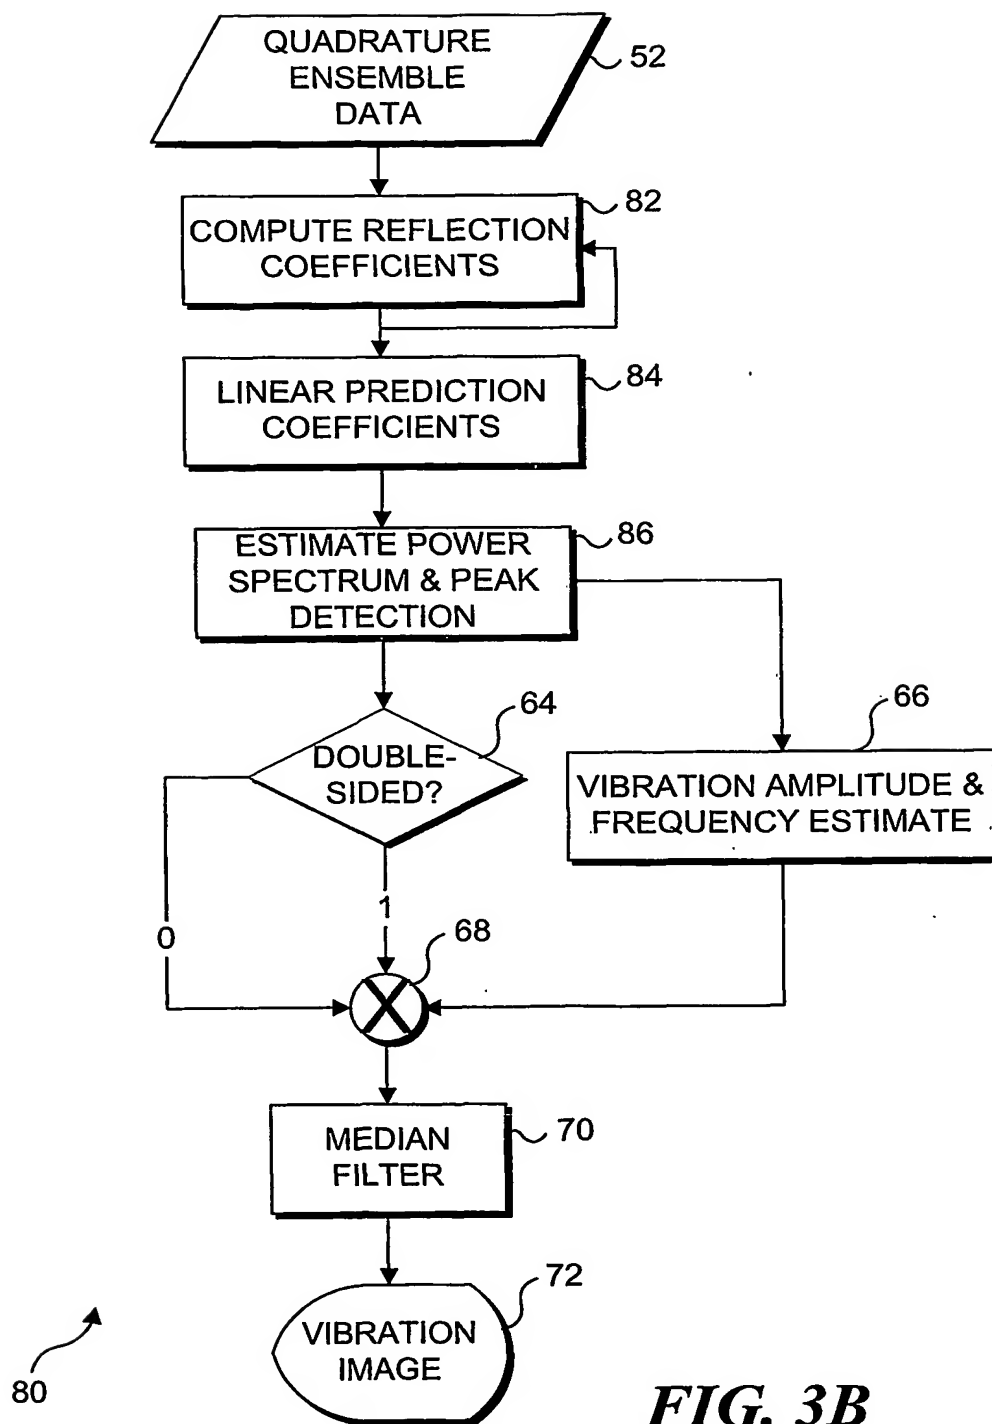 QUADRATURE
ENSEMBLE
DATA
52
82
COMPUTE REFLECTION
COEFFICIENTS
84
LINEAR PREDICTION
COEFFICIENTS
86
ESTIMATE POWER
SPECTRUM & PEAK
DETECTION
64
DOUBLE-
SIDED?
66
VIBRATION AMPLITUDE &
FREQUENCY ESTIMATE
0
1
68
X
MEDIAN
FILTER
70
72
VIBRATION
IMAGE
80
FIG. 3B